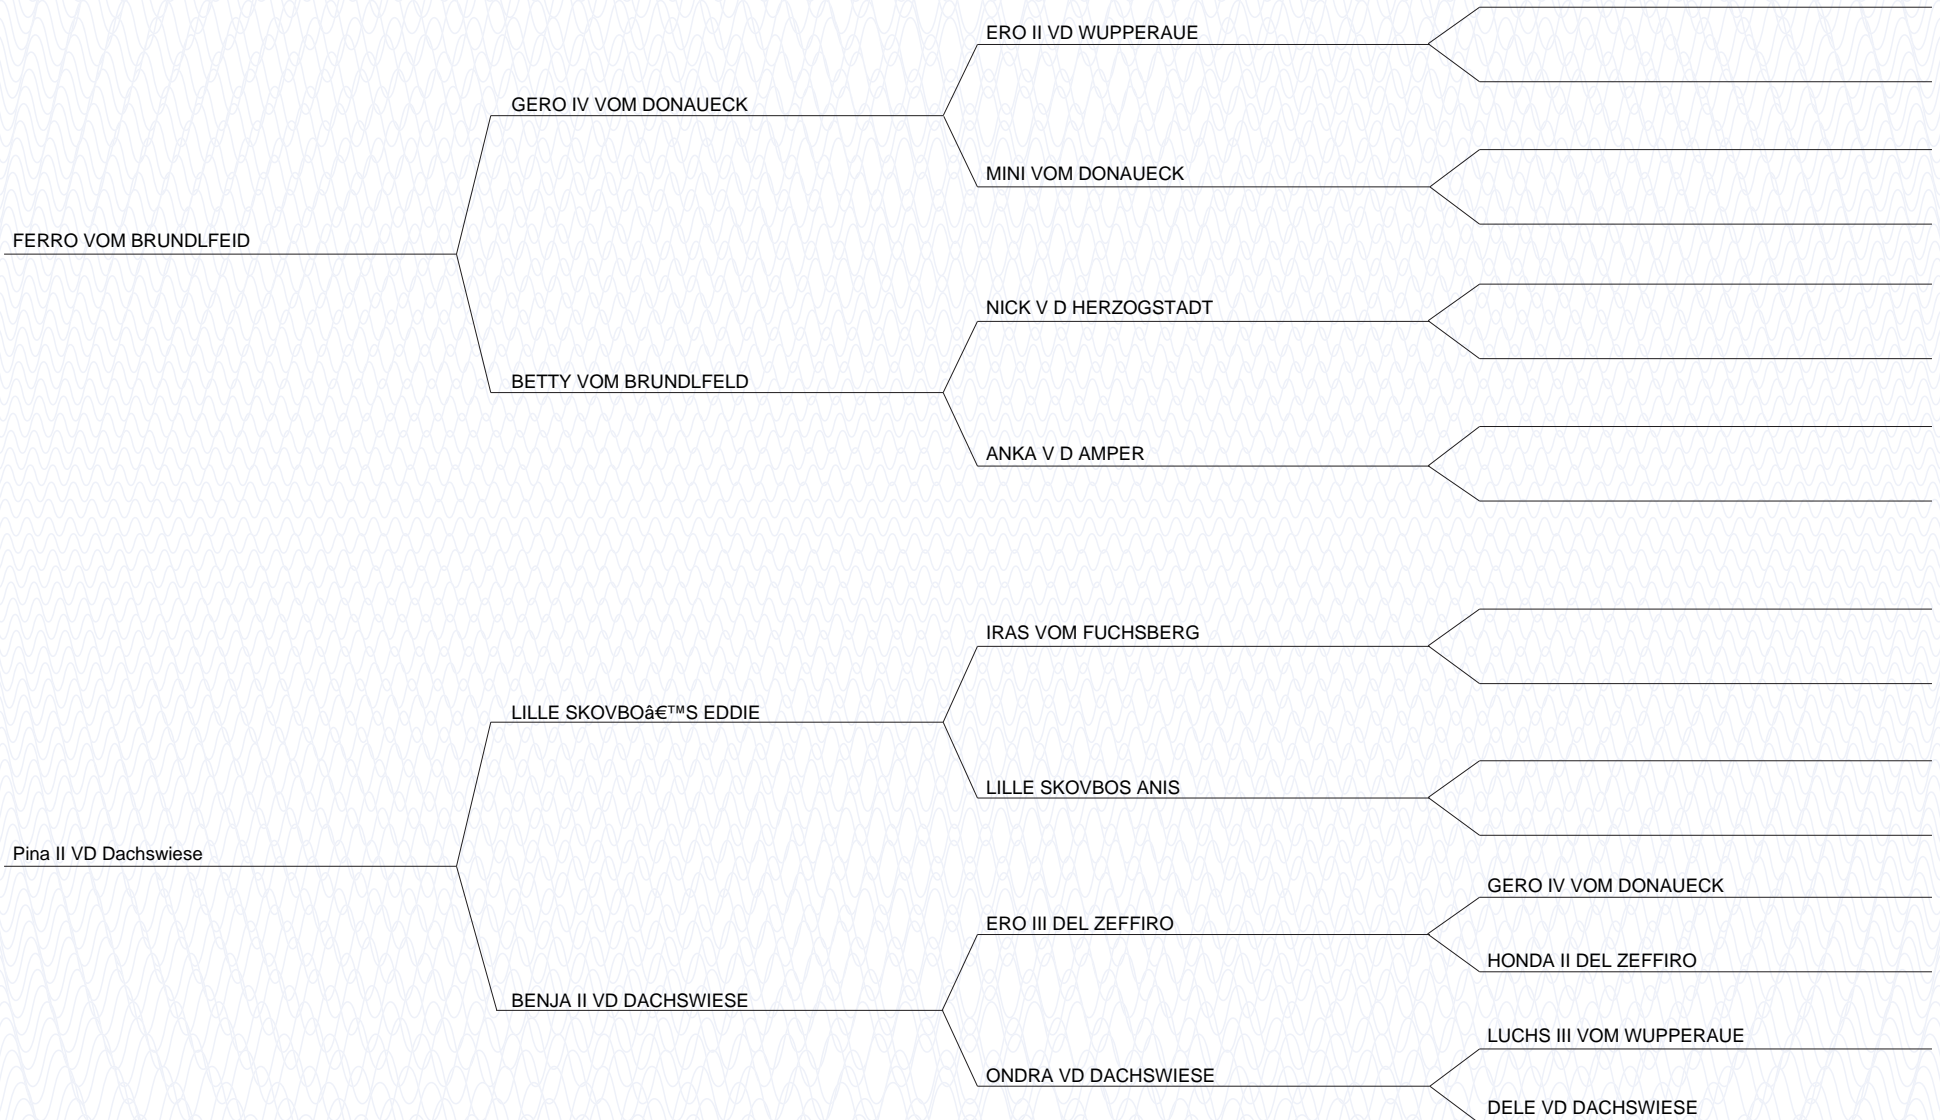 ERO II VD WUPPERAUE
GERO IV VOM DONAUECK
MINI VOM DONAUECK
FERRO VOM BRUNDLFEID
NICK V D HERZOGSTADT
BETTY VOM BRUNDLFELD
ANKA V D AMPER
IRAS VOM FUCHSBERG
LILLE SKOVBOâ€™S EDDIE
LILLE SKOVBOS ANIS
Pina II VD Dachswiese
GERO IV VOM DONAUECK
ERO III DEL ZEFFIRO
HONDA II DEL ZEFFIRO
BENJA II VD DACHSWIESE
LUCHS III VOM WUPPERAUE
ONDRA VD DACHSWIESE
DELE VD DACHSWIESE